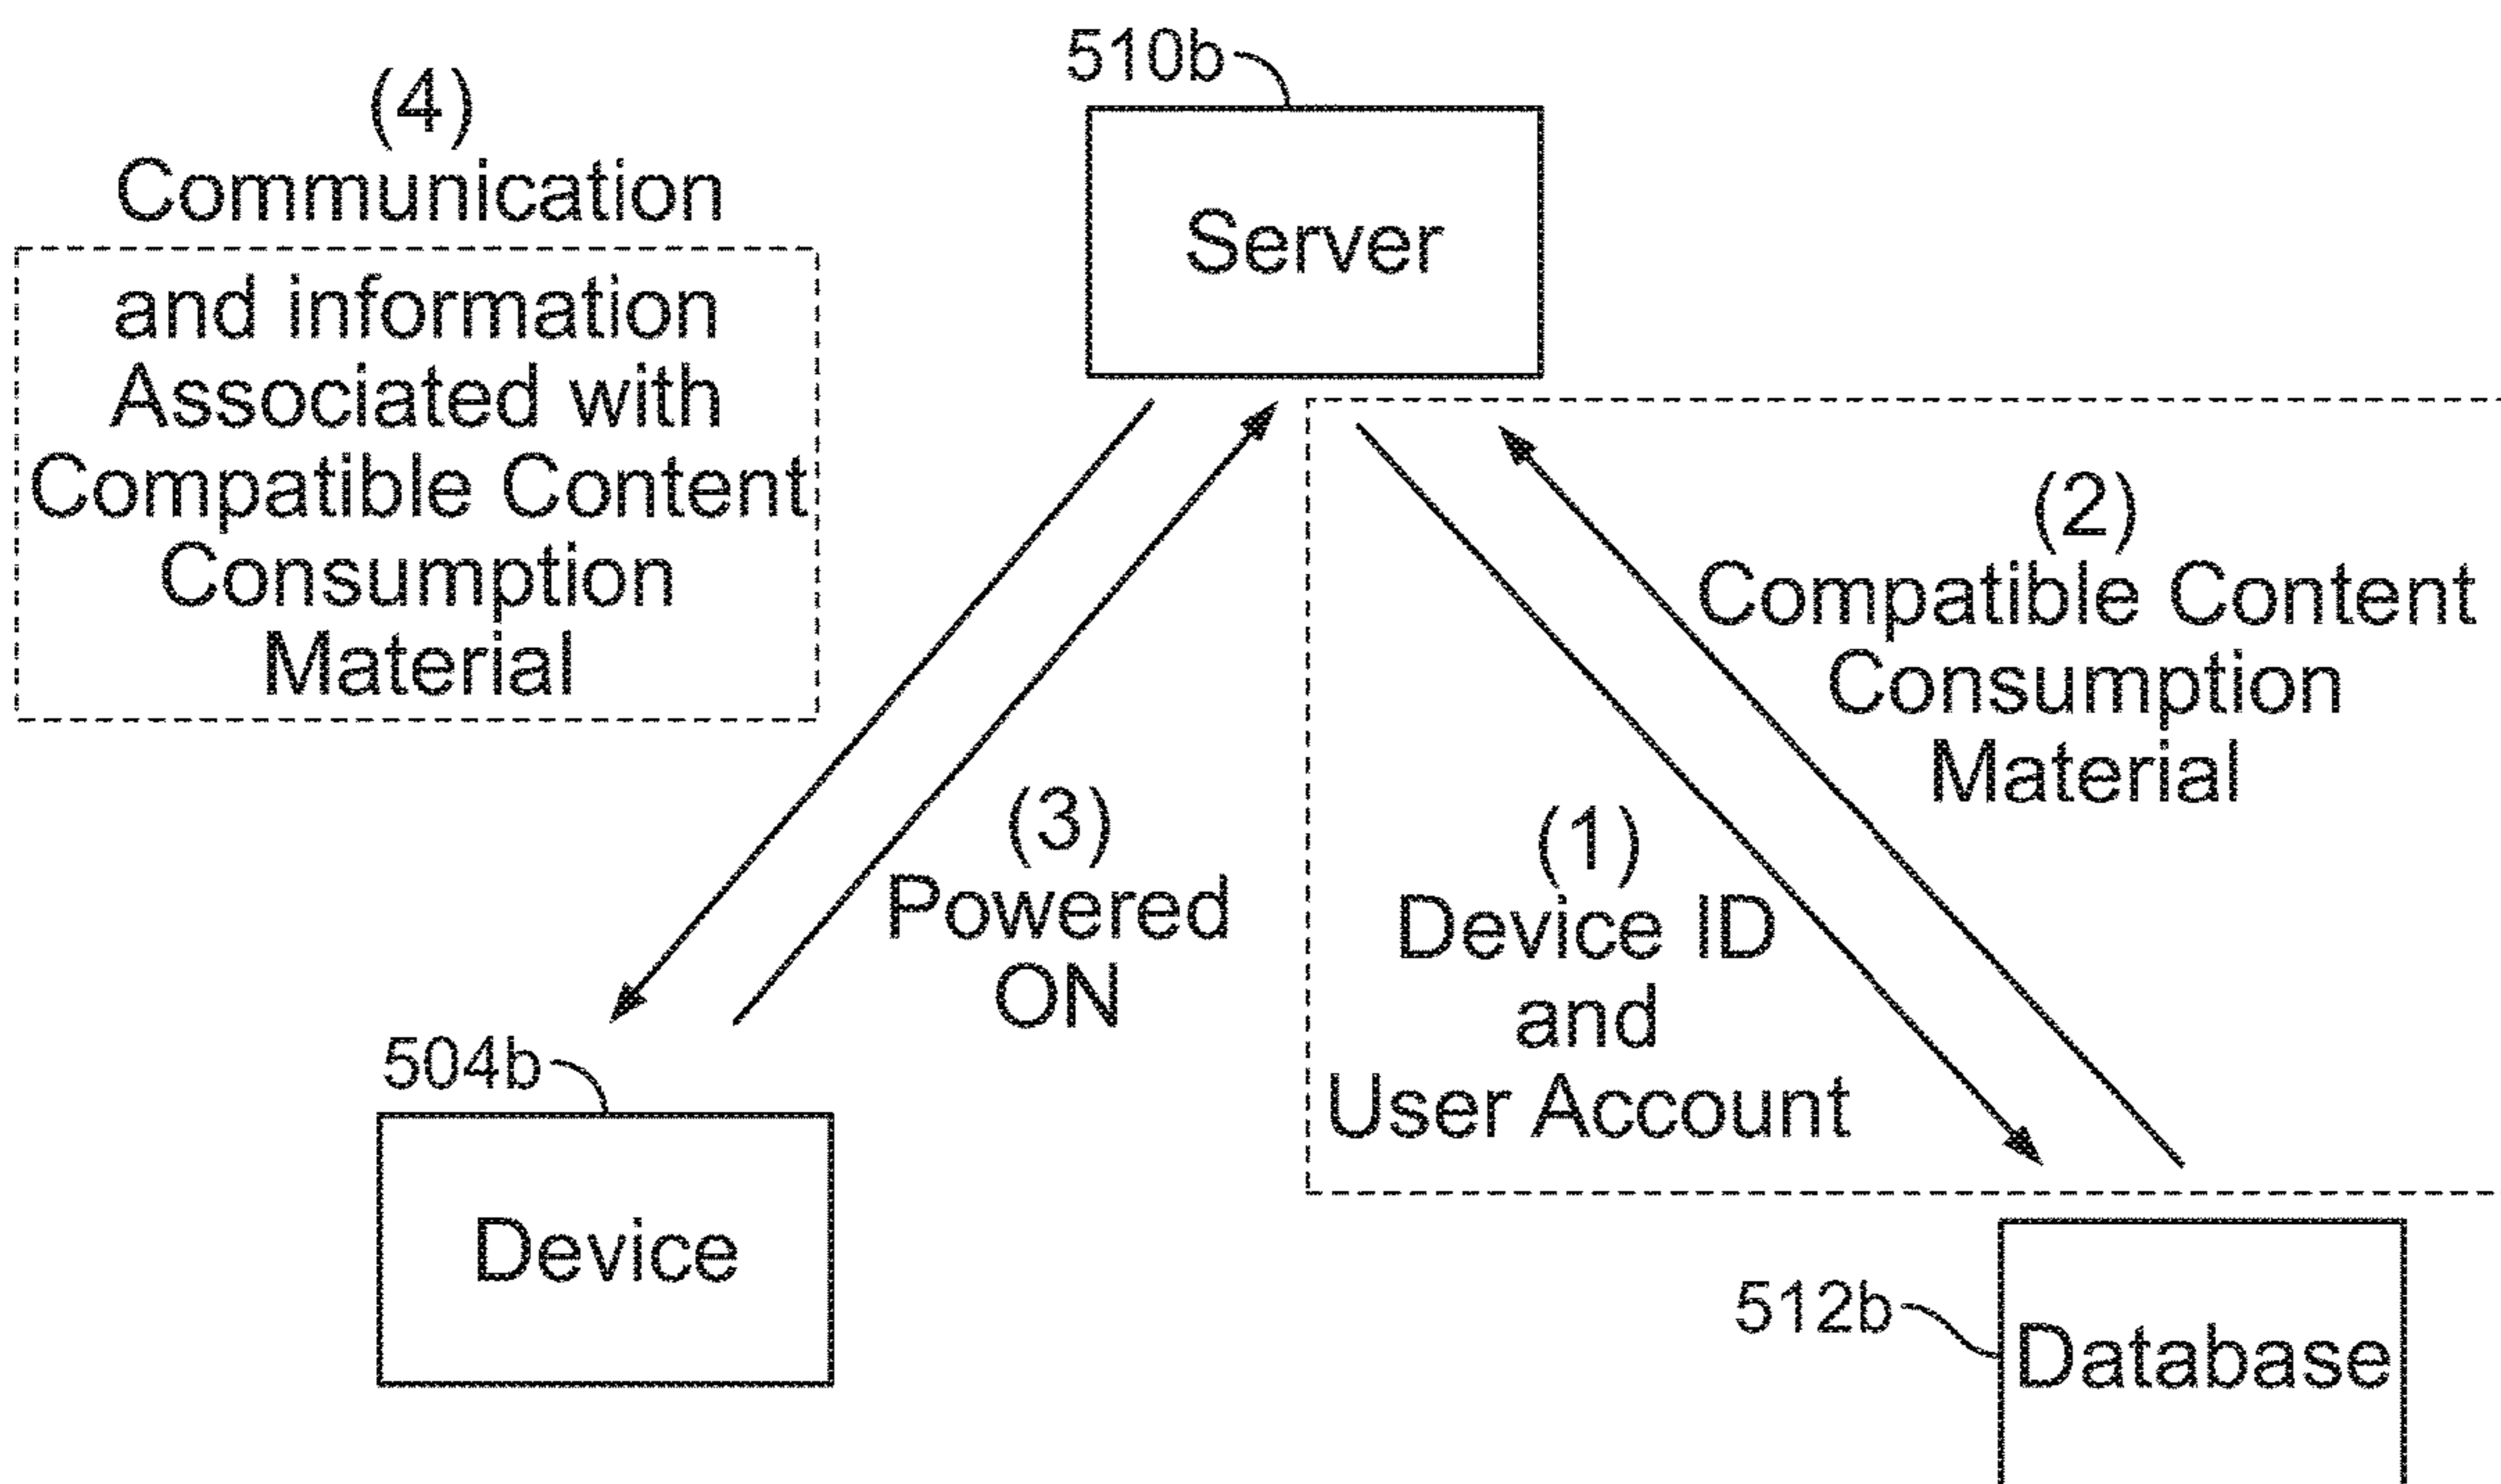 510b
(4)
Communication
and information
Associated with
Compatible Content
Consumption
Material
Server
(2)
Compatible Content
Consumption
Material
(3)
Powered
ON
(1)
Device ID
and
User Account
504b
Device
512b
Database